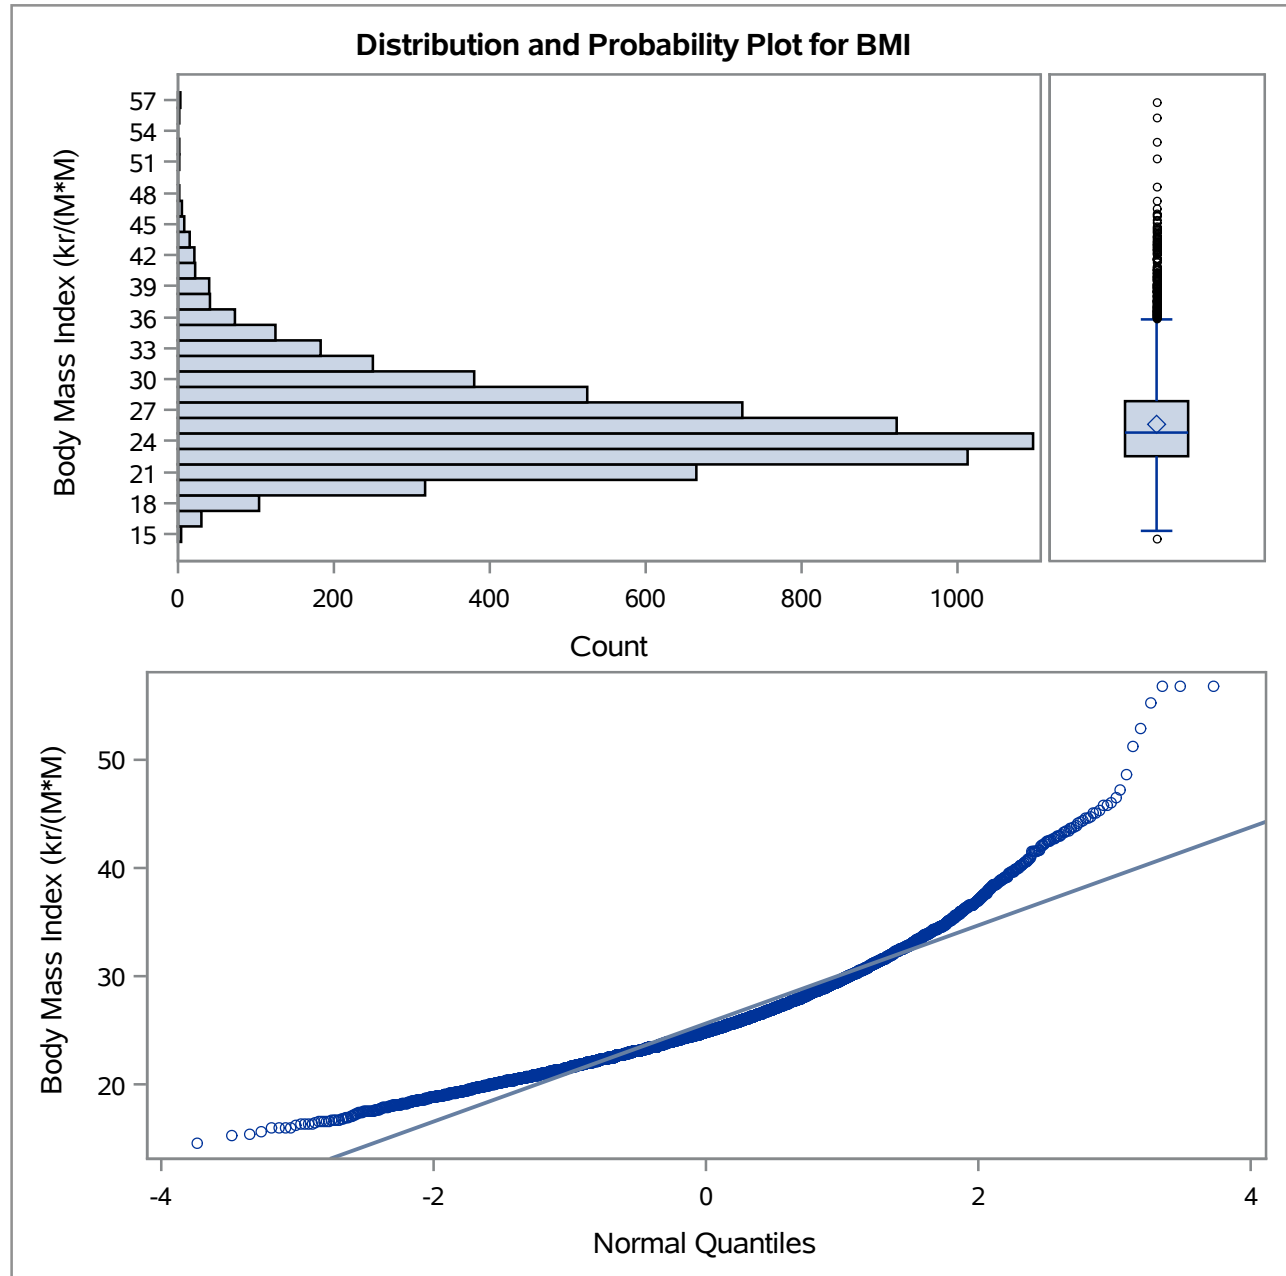 Distribution and Probability Plot for BMI
Body Mass Index (kr/(M*M)
57
54
51
48
45
42
39
36
33
30
27
24
21
18
15
0 200 400 600 800 1000
Count
Body Mass Index (kr/(M*M)
50
40
30
20
-4 -2 0 2 4
Normal Quantiles